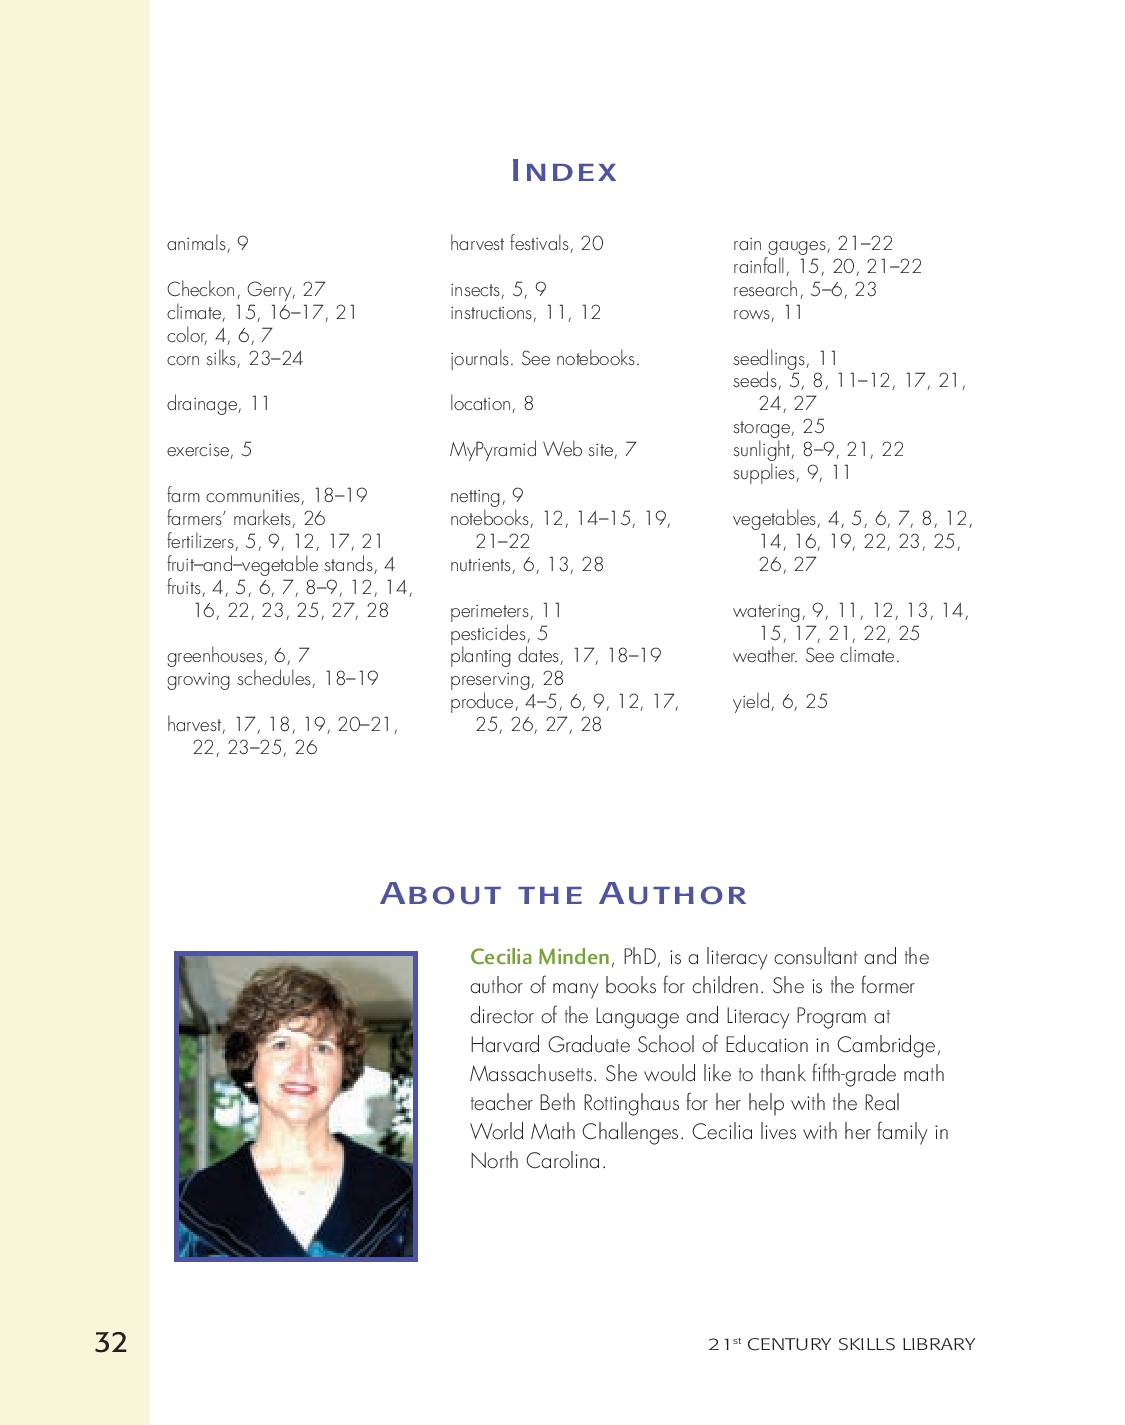 INDEX
animals, 9
Checkon, Gerry, 27
climate, 15, 16–17, 21
color, 4, 6, 7
corn silks, 23–24
drainage, 11
exercise, 5
farm communities, 18–19
farmers’ markets, 26
fertilizers, 5, 9, 12, 17, 21
fruit–and–vegetable stands, 4
fruits, 4, 5, 6, 7, 8–9, 12, 14,
16, 22, 23, 25, 27, 28
greenhouses, 6, 7
growing schedules, 18–19
harvest, 17, 18, 19, 20–21,
22, 23–25, 26
harvest festivals, 20
insects, 5, 9
instructions, 11, 12
journals. See notebooks.
location, 8
MyPyramid Web site, 7
netting, 9
notebooks, 12, 14–15, 19,
21–22
nutrients, 6, 13, 28
perimeters, 11
pesticides, 5
planting dates, 17, 18–19
preserving, 28
produce, 4–5, 6, 9, 12, 17,
25, 26, 27, 28
rain gauges, 21–22
rainfall, 15, 20, 21–22
research, 5–6, 23
rows, 11
seedlings, 11
seeds, 5, 8, 11–12, 17, 21,
24, 27
storage, 25
sunlight, 8–9, 21, 22
supplies, 9, 11
vegetables, 4, 5, 6, 7, 8, 12,
14, 16, 19, 22, 23, 25,
26, 27
watering, 9, 11, 12, 13, 14,
15, 17, 21, 22, 25
weather. See climate.
yield, 6, 25
ABOUT THE AUTHOR
Cecilia Minden, PhD, is a literacy consultant and the
author of many books for children. She is the former
director of the Language and Literacy Program at
Harvard Graduate School of Education in Cambridge,
Massachusetts. She would like to thank fifth-grade math
teacher Beth Rottinghaus for her help with the Real
World Math Challenges. Cecilia lives with her family in
North Carolina.
32
21st CENTURY SKILLS LIBRARY